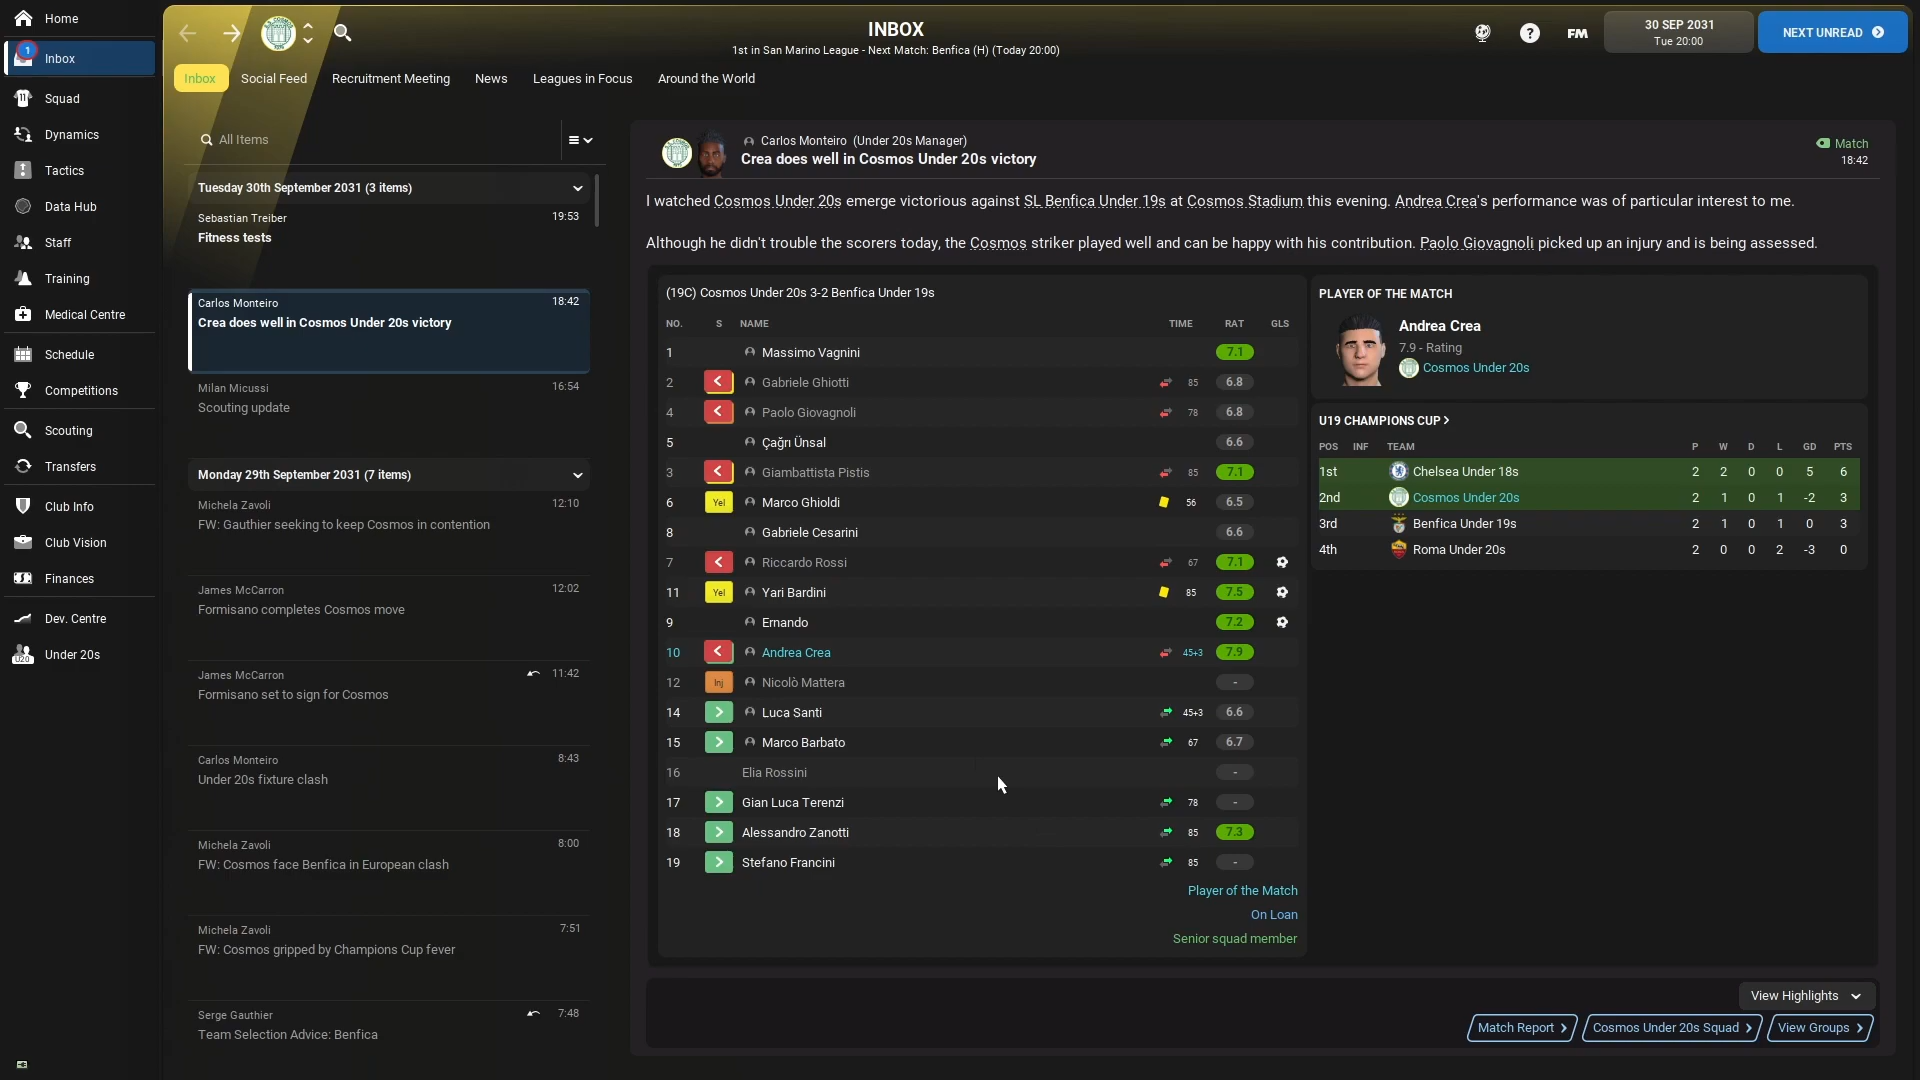 Home
1
Inbox
Squad
Dynamics
Tactics
Data Hub
Staff
Training
Medical Centre
Schedule
Competitions
Scouting
Transfers
Club Info
Club Vision
Finances
Dev. Centre
U20
Under 20s
INBOX
1st in San Marino League - Next Match: Benfica (H) (Today 20:00)
FM
30 SEP 2031
Tue 20:00
NEXT UNREAD
Inbox Social Feed Recruitment Meeting News Leagues in Focus Around the World
All Items
Tuesday 30th September 2031 (3 items)
Sebastian Treiber 19:53
Fitness tests
Carlos Monteiro 18:42
Crea does well in Cosmos Under 20s victory
Milan Micussi 16:54
Scouting update
Monday 29th September 2031 (7 items)
Michela Zavoli 12:10
FW: Gauthier seeking to keep Cosmos in contention
James McCarron 12:02
Formisano completes Cosmos move
James McCarron 11:42
Formisano set to sign for Cosmos
Carlos Monteiro 8:43
Under 20s fixture clash
Michela Zavoli 8:00
FW: Cosmos face Benfica in European clash
Michela Zavoli 7:51
FW: Cosmos gripped by Champions Cup fever
Serge Gauthier 7:48
Team Selection Advice: Benfica
Carlos Monteiro (Under 20s Manager)
Crea does well in Cosmos Under 20s victory
Match
18:42
I watched Cosmos Under 20s emerge victorious against SL Benfica Under 19s at Cosmos Stadium this evening. Andrea Crea's performance was of particular interest to me.
Although he didn't trouble the scorers today, the Cosmos striker played well and can be happy with his contribution. Paolo Giovagnoli picked up an injury and is being assessed.
(19C) Cosmos Under 20s 3-2 Benfica Under 19s
NO. S NAME TIME RAT GLS
1 Massimo Vagnini 7.1
2 Gabriele Ghiotti 85 6.8
4 Paolo Giovagnoli 78 6.8
5 Çağrı Ünsal 6.6
3 Giambattista Pistis 85 7.1
6 Yel Marco Ghioldi 56 6.5
8 Gabriele Cesarini 6.6
7 Riccardo Rossi 67 7.1
11 Yel Yari Bardini 85 7.5
9 Ernando 7.2
10 Andrea Crea 45+3 7.9
12 Inj Nicolò Mattera -
14 Luca Santi 45+3 6.6
15 Marco Barbato 67 6.7
16 Elia Rossini -
17 Gian Luca Terenzi 78 -
18 Alessandro Zanotti 85 7.3
19 Stefano Francini 85 -
Player of the Match
On Loan
Senior squad member
PLAYER OF THE MATCH
Andrea Crea
7.9 - Rating
Cosmos Under 20s
U19 CHAMPIONS CUP
POS INF TEAM P W D L GD PTS
1st Chelsea Under 18s 2 2 0 0 5 6
2nd Cosmos Under 20s 2 1 0 1 -2 3
3rd Benfica Under 19s 2 1 0 1 0 3
4th Roma Under 20s 2 0 0 2 -3 0
View Highlights
Match Report
Cosmos Under 20s Squad
View Groups